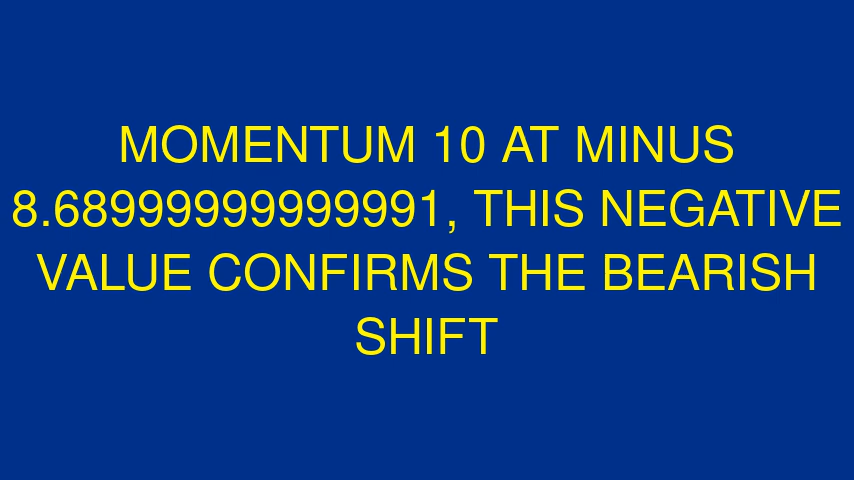 MOMENTUM 10 AT MINUS
8.68999999999991, THIS NEGATIVE
VALUE CONFIRMS THE BEARISH
SHIFT